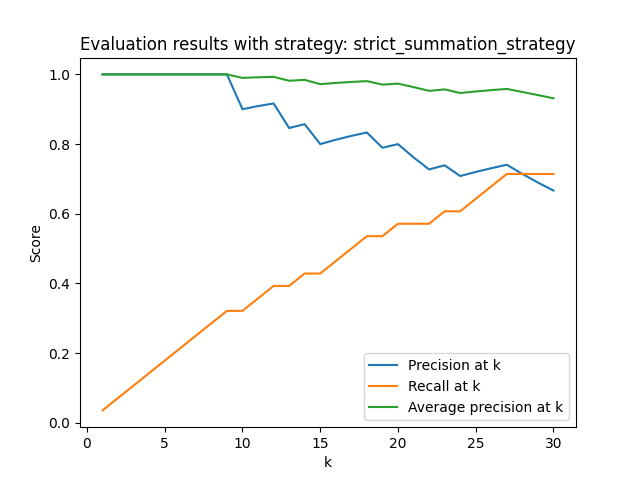 Evaluation results with strategy: strict_summation_strategy
1.0
0.8
0.6
0.4
0.2
0.0
Score
0 5 10 15 20 25 30
k
Precision at k
Recall at k
Average precision at k